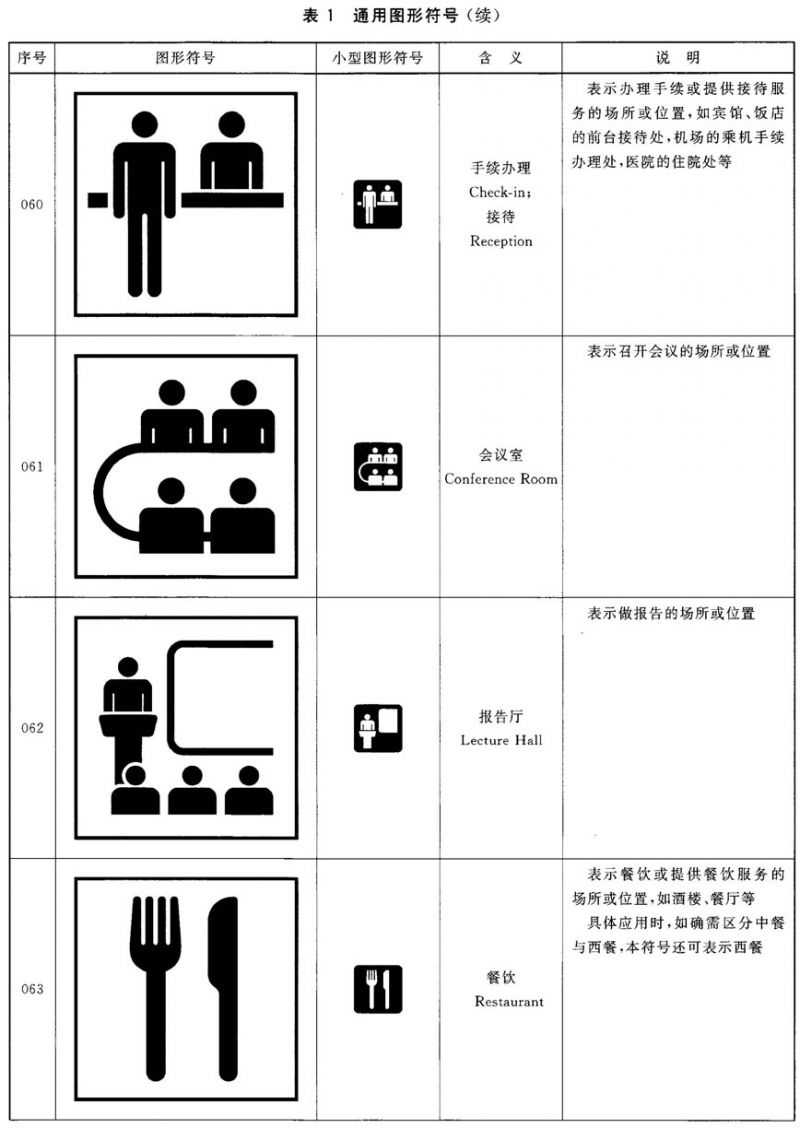 表 1 通用图形符号(续)
序号 图形符号 小型图形符号 含 义 说 明
060
手续办理
Check-in;
接待
Reception
表示办理手续或提供接待服
务的场所或位置,如宾馆、饭店
的前台接待处,机场的乘机手续
办理处,医院的住院处等
061
会议室
Conference Room
表示召开会议的场所或位置
062
报告厅
Lecture Hall
表示做报告的场所或位置
063
餐饮
Restaurant
表示餐饮或提供餐饮服务的
场所或位置,如酒楼、餐厅等
具体应用时,如确需区分中餐
与西餐,本符号还可表示西餐